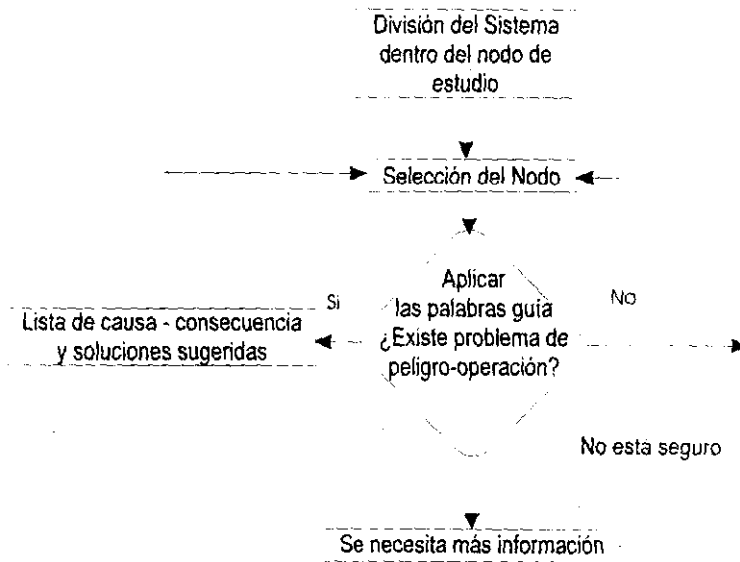 División del Sistema
dentro del nodo de
estudio
Selección del Nodo
Aplicar
las palabras guía
¿Existe problema de
peligro-operación?
Si
No
Lista de causa - consecuencia
y soluciones sugeridas
No está seguro
Se necesita más información